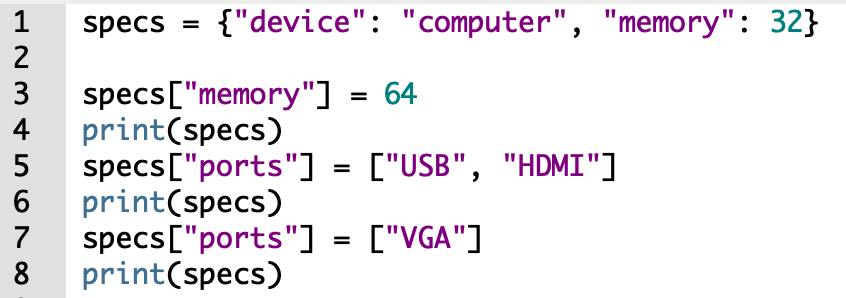 1 specs = {"device": "computer", "memory": 32}
2
3 specs["memory"] = 64
4 print(specs)
5 specs["ports"] = ["USB", "HDMI"]
6 print(specs)
7 specs["ports"] = ["VGA"]
8 print(specs)